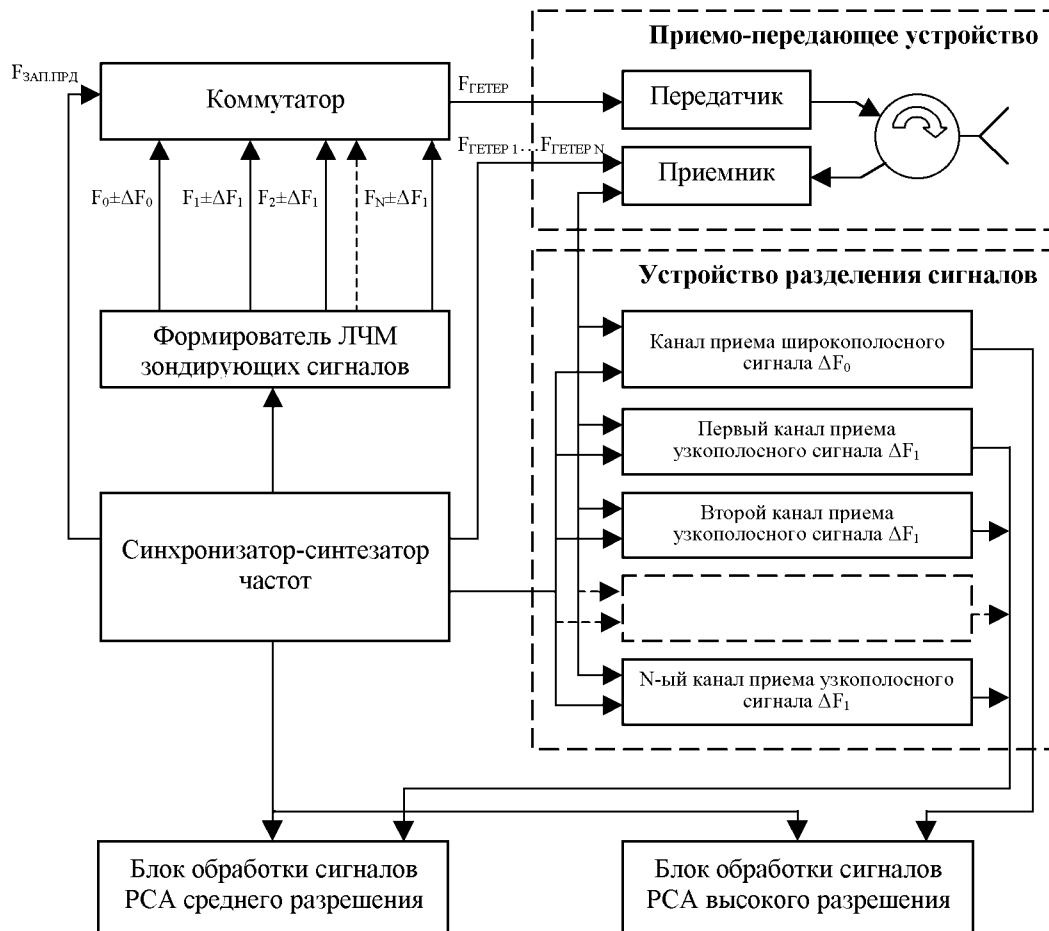 Приемо-передающее устройство
F_ЗАП.ПРД
Коммутатор
F_ГЕТЕР
Передатчик
F_ГЕТЕР 1 … F_ГЕТЕР N
Приемник
F₀±ΔF₀
F₁±ΔF₁
F₂±ΔF₁
F_N±ΔF₁
Устройство разделения сигналов
Формирователь ЛЧМ
зондирующих сигналов
Канал приема широкополосного
сигнала ΔF₀
Первый канал приема
узкополосного сигнала ΔF₁
Второй канал приема
узкополосного сигнала ΔF₁
Синхронизатор-синтезатор
частот
N-ый канал приема узкополосного
сигнала ΔF₁
Блок обработки сигналов
РСА среднего разрешения
Блок обработки сигналов
РСА высокого разрешения